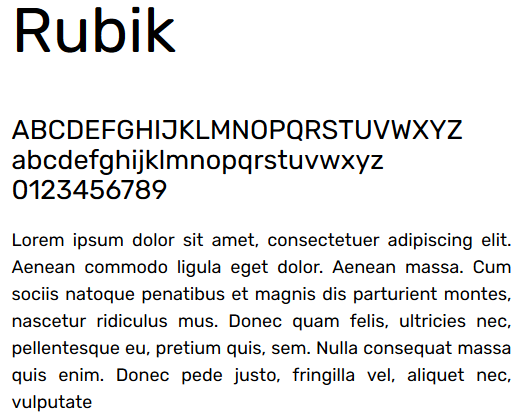 Rubik
ABCDEFGHIJKLMNOPQRSTUVWXYZ
abcdefghijklmnopqrstuvwxyz
0123456789
Lorem ipsum dolor sit amet, consectetuer adipiscing elit.
Aenean commodo ligula eget dolor. Aenean massa. Cum
sociis natoque penatibus et magnis dis parturient montes,
nascetur ridiculus mus. Donec quam felis, ultricies nec,
pellentesque eu, pretium quis, sem. Nulla consequat massa
quis enim. Donec pede justo, fringilla vel, aliquet nec,
vulputate